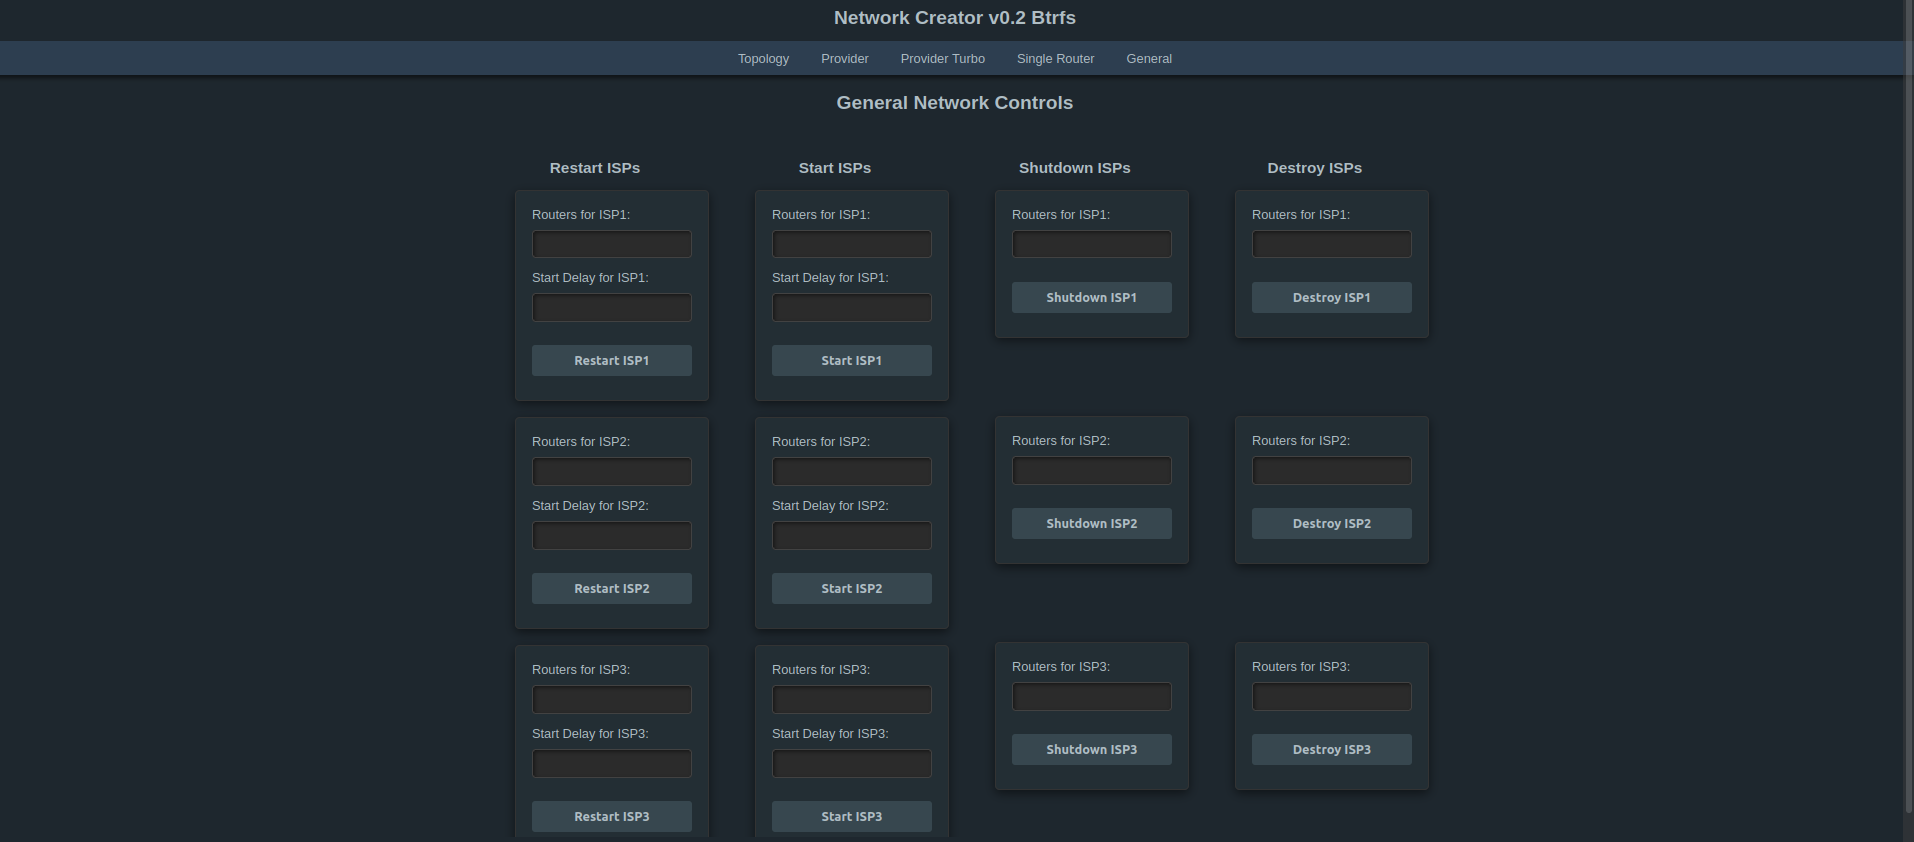 Network Creator v0.2 Btrfs
Topology Provider Provider Turbo Single Router General
General Network Controls
Restart ISPs Start ISPs Shutdown ISPs Destroy ISPs
Routers for ISP1: Routers for ISP1: Routers for ISP1: Routers for ISP1:
Start Delay for ISP1: Start Delay for ISP1:
Shutdown ISP1 Destroy ISP1
Restart ISP1 Start ISP1
Routers for ISP2: Routers for ISP2: Routers for ISP2: Routers for ISP2:
Start Delay for ISP2: Start Delay for ISP2:
Shutdown ISP2 Destroy ISP2
Restart ISP2 Start ISP2
Routers for ISP3: Routers for ISP3: Routers for ISP3: Routers for ISP3:
Start Delay for ISP3: Start Delay for ISP3:
Shutdown ISP3 Destroy ISP3
Restart ISP3 Start ISP3